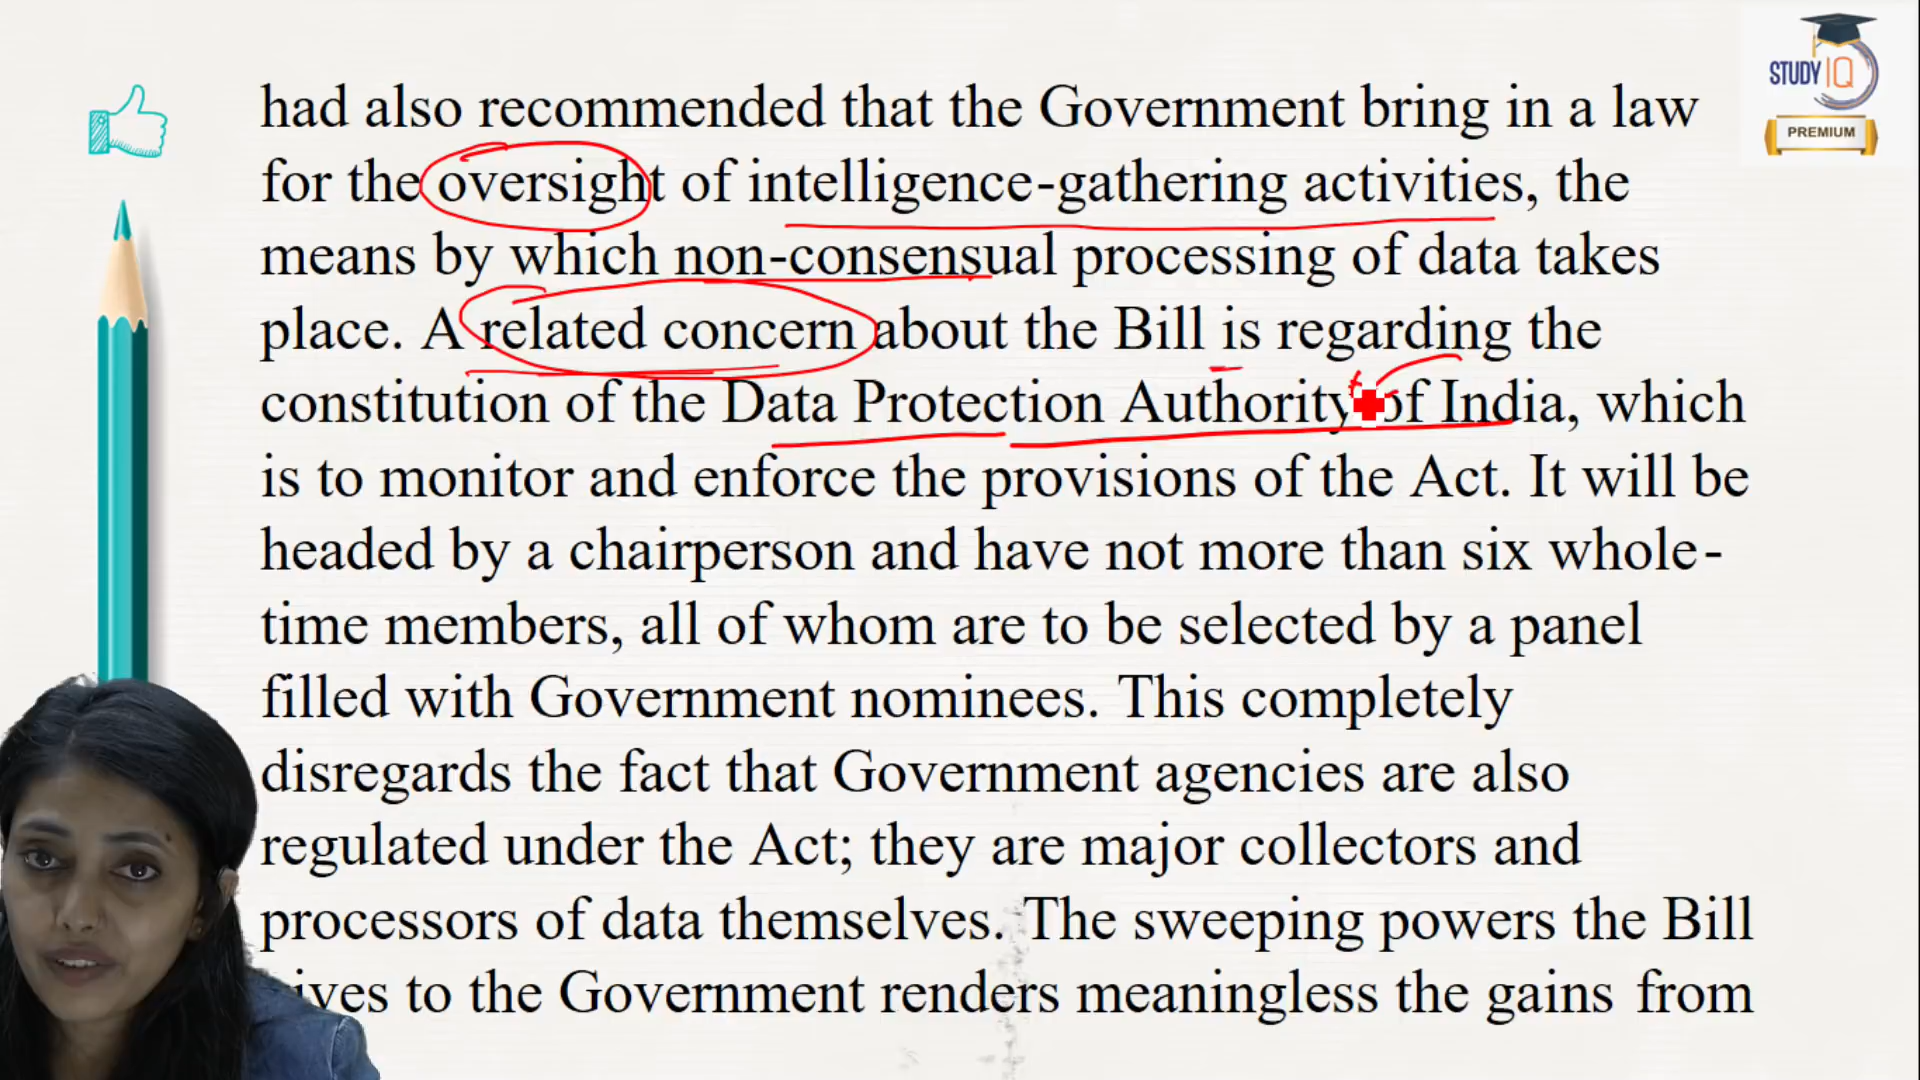 STUDY IQ
PREMIUM
had also recommended that the Government bring in a law
for the oversight of intelligence-gathering activities, the
means by which non-consensual processing of data takes
place. A related concern about the Bill is regarding the
constitution of the Data Protection Authority of India, which
is to monitor and enforce the provisions of the Act. It will be
headed by a chairperson and have not more than six whole-
time members, all of whom are to be selected by a panel
filled with Government nominees. This completely
disregards the fact that Government agencies are also
regulated under the Act; they are major collectors and
processors of data themselves. The sweeping powers the Bill
ives to the Government renders meaningless the gains from